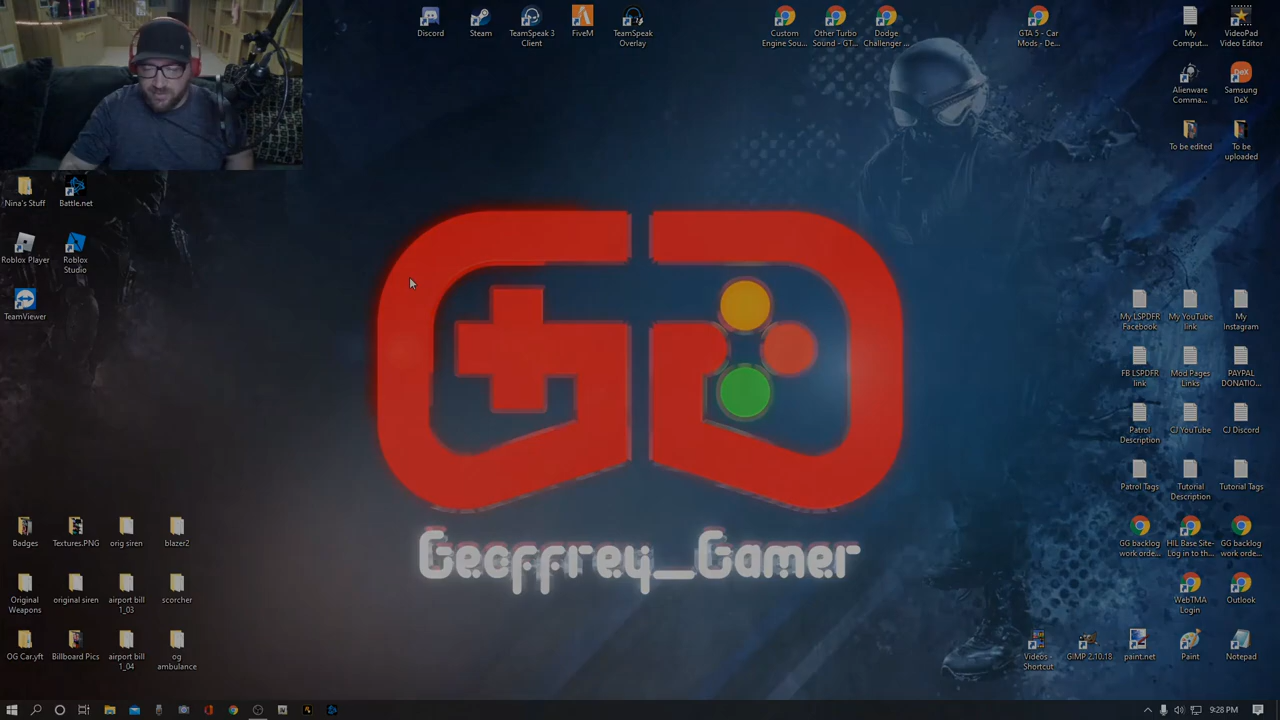 Discord
Steam
TeamSpeak 3
Client
FiveM
TeamSpeak
Overlay
Custom
Engine Sou...
Other Turbo
Sound - GT...
Dodge
Challenger ...
GTA 5 - Car
Mods - De...
My
Comput...
VideoPad
Video Editor
Alienware
Comma...
Samsung
DeX
To be edited
To be
uploaded
Nina's Stuff
Battle.net
Roblox Player
Roblox
Studio
TeamViewer
My LSPDFR
Facebook
My YouTube
link
My
Instagram
FB LSPDFR
link
Mod Pages
Links
PAYPAL
DONATIO...
Patrol
Description
CJ YouTube
CJ Discord
Patrol Tags
Tutorial
Description
Tutorial Tags
Geoffrey_Gamer
Badges
Textures.PNG
orig siren
blazer2
GG backlog
work orde...
HIL Base Site-
Log in to th...
GG backlog
work orde...
Original
Weapons
original siren
airport bill
1_03
scorcher
WebTMA
Login
Outlook
OG Car.yft
Billboard Pics
airport bill
1_04
og
ambulance
Videos -
Shortcut
GIMP 2.10.18
paint.net
Paint
Notepad
9:28 PM